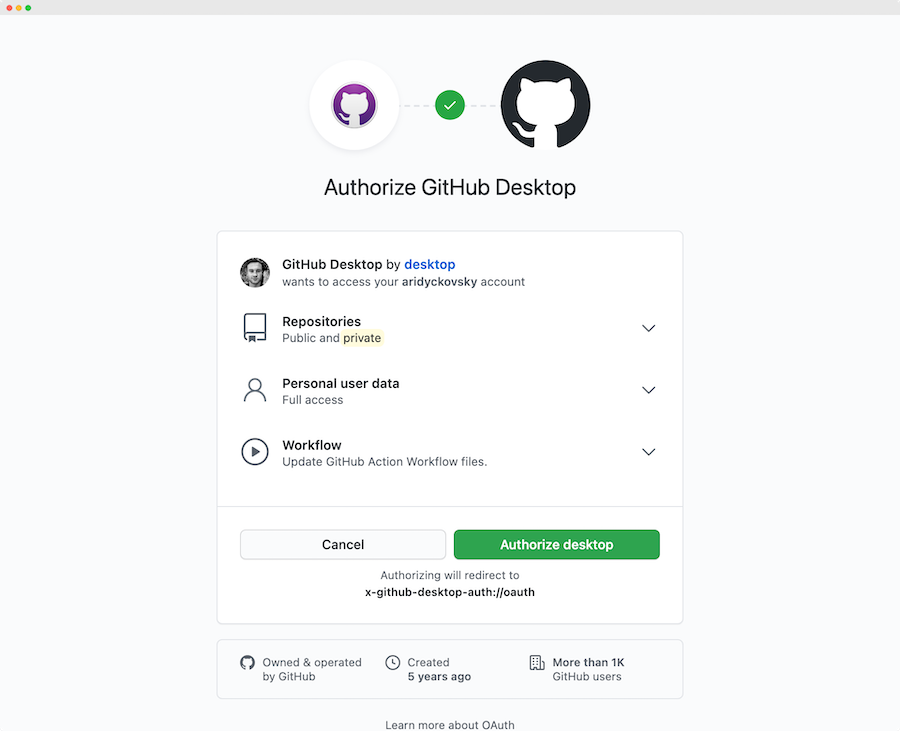 Authorize GitHub Desktop
GitHub Desktop by desktop
wants to access your aridyckovsky account
Repositories
Public and private
Personal user data
Full access
Workflow
Update GitHub Action Workflow files.
Cancel
Authorize desktop
Authorizing will redirect to
x-github-desktop-auth://oauth
Owned & operated
by GitHub
Created
5 years ago
More than 1K
GitHub users
Learn more about OAuth